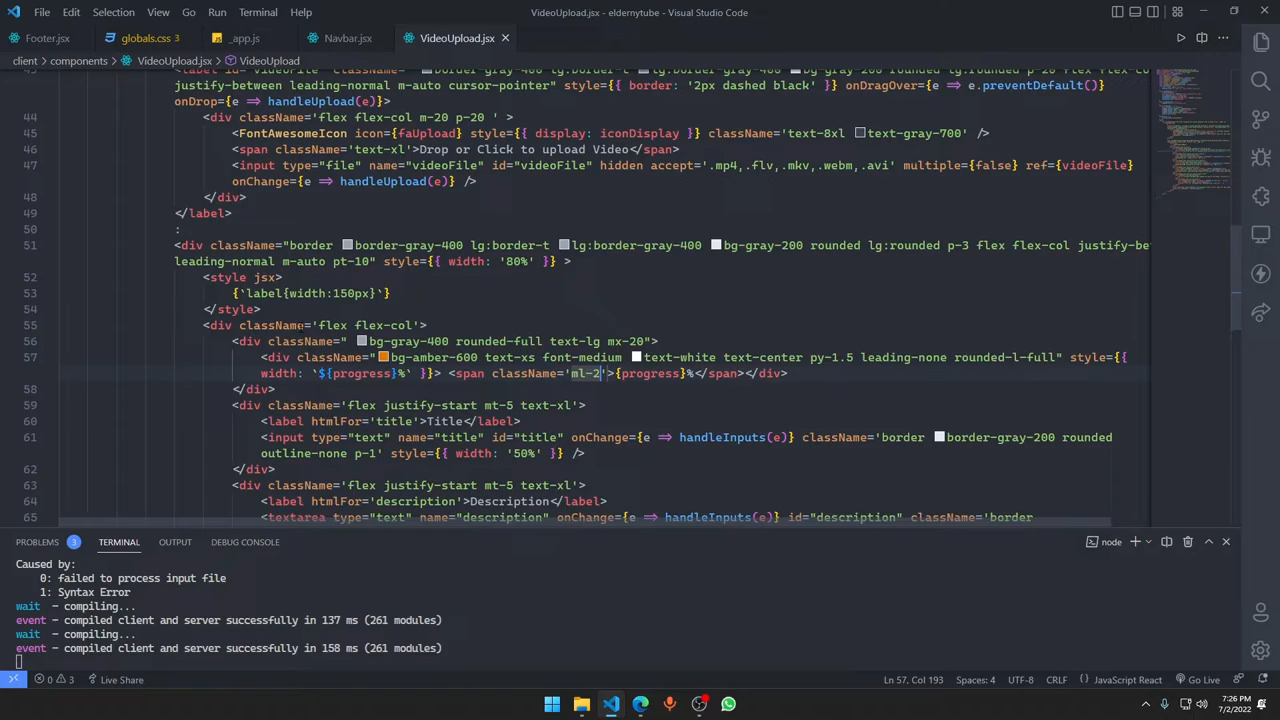 File Edit Selection View Go Run Terminal Help VideoUpload.jsx - eldernytube - Visual Studio Code
Footer.jsx globals.css 3 _app.js Navbar.jsx VideoUpload.jsx
client > components > VideoUpload.jsx > VideoUpload
justify-between leading-normal m-auto cursor-pointer" style={{ border: '2px dashed black' }} onDragOver={e => e.preventDefault()}
onDrop={e => handleUpload(e)}>
44 <div className='flex flex-col m-20 p-28 ' >
45 <FontAwesomeIcon icon={faUpload} style={{ display: iconDisplay }} className='text-8xl text-gray-700' />
46 <span className='text-xl'>Drop or Click to upload Video</span>
47 <input type="file" name="videoFile" id="videoFile" hidden accept='.mp4,.flv,.mkv,.webm,.avi' multiple={false} ref={videoFile}
onChange={e => handleUpload(e)} />
48 </div>
49 </label>
50 :
51 <div className="border border-gray-400 lg:border-t lg:border-gray-400 bg-gray-200 rounded lg:rounded p-3 flex flex-col justify-be
leading-normal m-auto pt-10" style={{ width: '80%' }} >
52 <style jsx>
53 {`label{width:150px}`}
54 </style>
55 <div className='flex flex-col'>
56 <div className=" bg-gray-400 rounded-full text-lg mx-20">
57 <div className="bg-amber-600 text-xs font-medium text-white text-center py-1.5 leading-none rounded-l-full" style={{
width: `${progress}%` }}> <span className='ml-2'>{progress}%</span></div>
58 </div>
59 <div className='flex justify-start mt-5 text-xl'>
60 <label htmlFor='title'>Title</label>
61 <input type="text" name="title" id="title" onChange={e => handleInputs(e)} className='border border-gray-200 rounded
outline-none p-1' style={{ width: '50%' }} />
62 </div>
63 <div className='flex justify-start mt-5 text-xl'>
64 <label htmlFor='description'>Description</label>
65 <textarea type="text" name="description" onChange={e => handleInputs(e)} id="description" className='border
PROBLEMS 3 TERMINAL OUTPUT DEBUG CONSOLE node
Caused by:
0: failed to process input file
1: Syntax Error
wait - compiling...
event - compiled client and server successfully in 137 ms (261 modules)
wait - compiling...
event - compiled client and server successfully in 158 ms (261 modules)
0 3 Live Share Ln 57, Col 193 Spaces: 4 UTF-8 CRLF JavaScript React Go Live
7:26 PM
7/2/2022